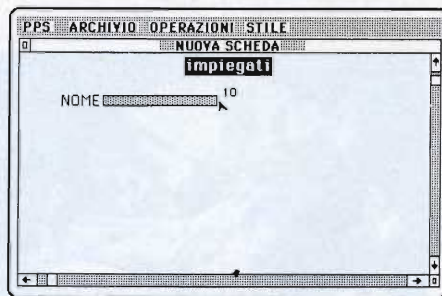 PPS ARCHIVIO OPERAZIONI STILE
NUOVA SCHEDA
impiegati
NOME
10